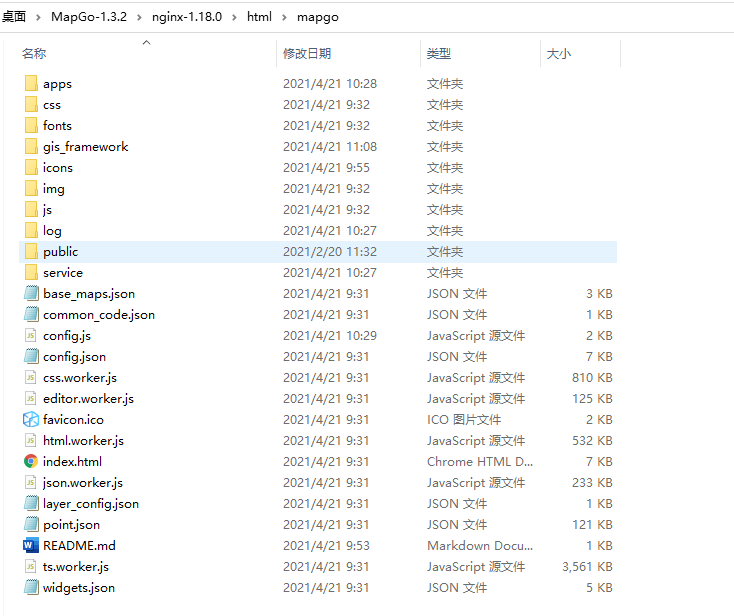 桌面 › MapGo-1.3.2 › nginx-1.18.0 › html › mapgo
名称 修改日期 类型 大小
apps 2021/4/21 10:28 文件夹
css 2021/4/21 9:32 文件夹
fonts 2021/4/21 9:32 文件夹
gis_framework 2021/4/21 11:08 文件夹
icons 2021/4/21 9:55 文件夹
img 2021/4/21 9:32 文件夹
js 2021/4/21 9:32 文件夹
log 2021/4/21 10:27 文件夹
public 2021/2/20 11:32 文件夹
service 2021/4/21 10:27 文件夹
base_maps.json 2021/4/21 9:31 JSON 文件 3 KB
common_code.json 2021/4/21 9:31 JSON 文件 1 KB
config.js 2021/4/21 10:29 JavaScript 源文件 2 KB
config.json 2021/4/21 9:31 JSON 文件 7 KB
css.worker.js 2021/4/21 9:31 JavaScript 源文件 810 KB
editor.worker.js 2021/4/21 9:31 JavaScript 源文件 125 KB
favicon.ico 2021/4/21 9:31 ICO 图片文件 2 KB
html.worker.js 2021/4/21 9:31 JavaScript 源文件 532 KB
index.html 2021/4/21 9:31 Chrome HTML D... 7 KB
json.worker.js 2021/4/21 9:31 JavaScript 源文件 233 KB
layer_config.json 2021/4/21 9:31 JSON 文件 1 KB
point.json 2021/4/21 9:31 JSON 文件 121 KB
README.md 2021/4/21 9:53 Markdown Docu... 1 KB
ts.worker.js 2021/4/21 9:31 JavaScript 源文件 3,561 KB
widgets.json 2021/4/21 9:31 JSON 文件 5 KB